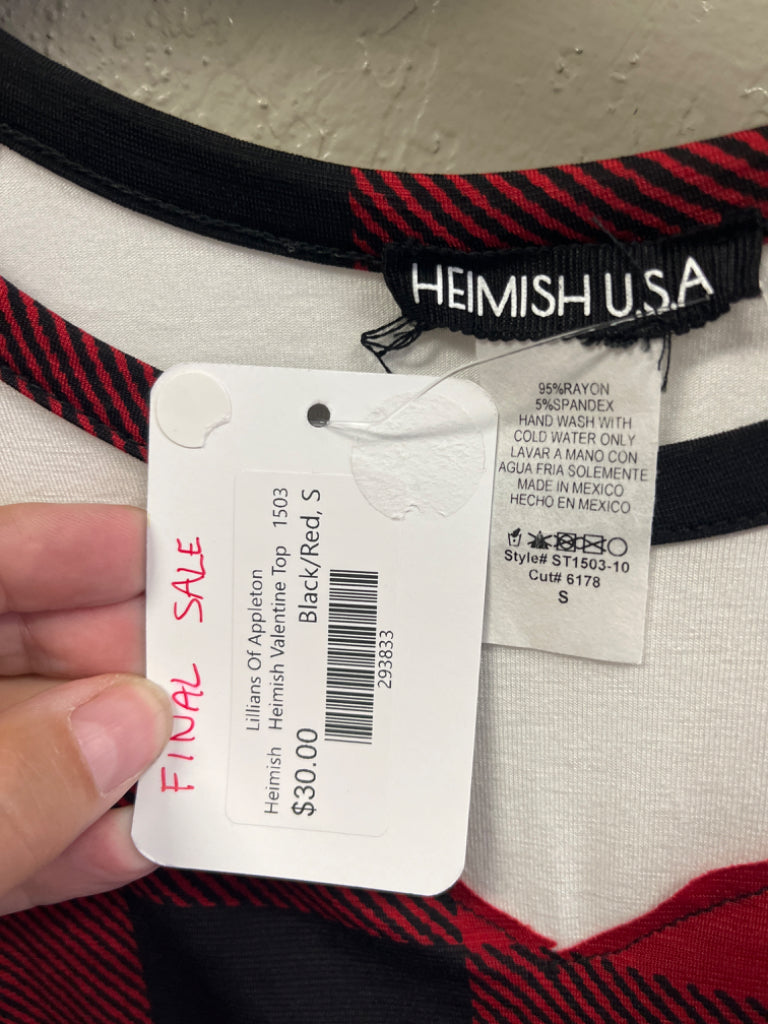 HEIMISH U.S.A
95%RAYON
5%SPANDEX
HAND WASH WITH
COLD WATER ONLY
LAVAR A MANO CON
AGUA FRIA SOLEMENTE
MADE IN MEXICO
HECHO EN MEXICO
Style# ST1503-10
Cut# 6178
S
FINAL SALE
Lillians Of Appleton
Heimish Heimish Valentine Top 1503
$30.00 Black/Red, S
293833